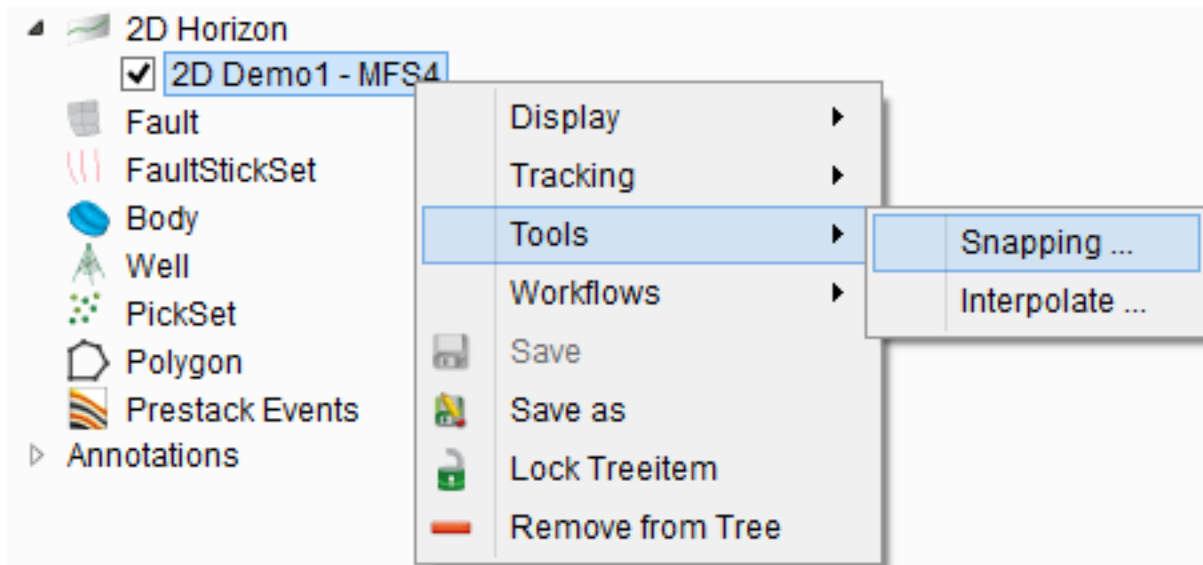 2D Horizon
2D Demo1 - MFS4
Fault
FaultStickSet
Body
Well
PickSet
Polygon
Prestack Events
Annotations
Display
Tracking
Tools
Workflows
Save
Save as
Lock Treeitem
Remove from Tree
Snapping ...
Interpolate ...